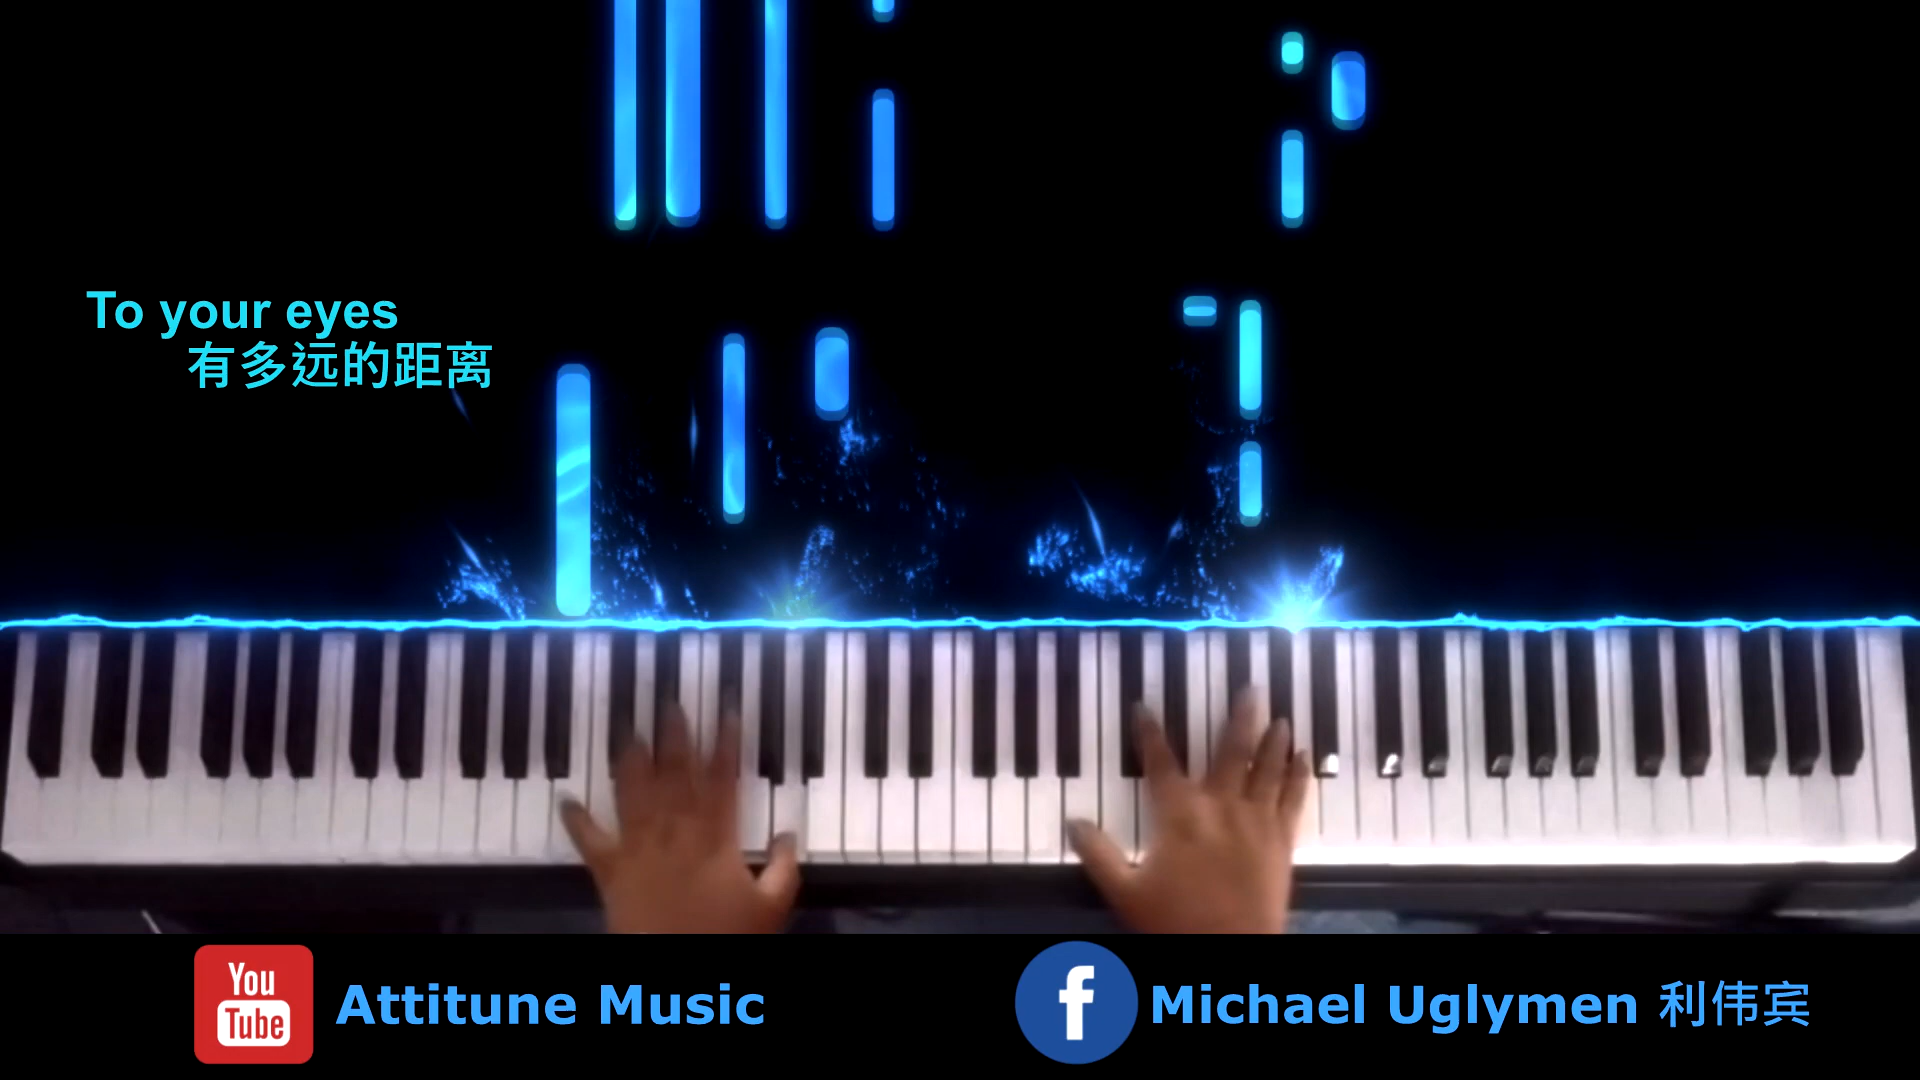 To your eyes
有多远的距离
You
Tube
Attitune Music
f
Michael Uglymen 利伟宾